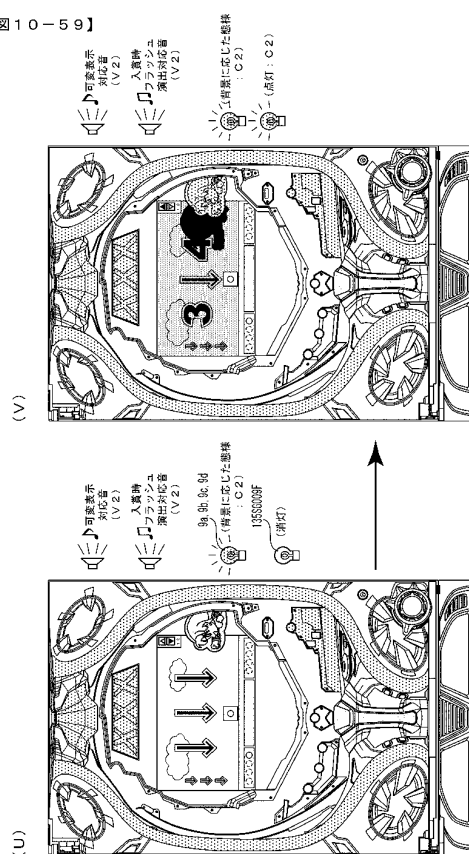 図10-59】
(U)
♪可変表示
対応音
(V2)
入賞時
フラッシュ
演出対応音
(V2)
9a, 9b, 9c, 9d
(背景に応じた態様
:C2)
135SG009F
(消灯)
(V)
♪可変表示
対応音
(V2)
入賞時
フラッシュ
演出対応音
(V2)
(背景に応じた態様
:C2)
(点灯:C2)
3
4